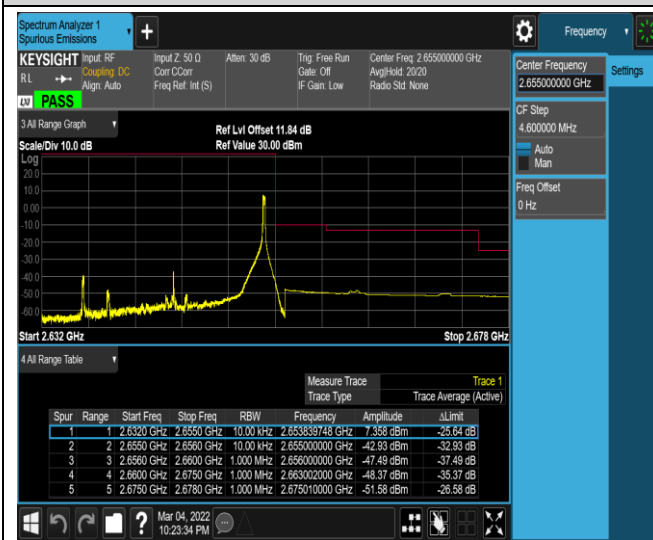 Spectrum Analyzer 1
Spurious Emissions
+
Frequency
KEYSIGHT Input: RF Input Z: 50 Ω Atten: 30 dB Trig: Free Run Center Freq: 2.655000000 GHz
RL Coupling: DC Corr CCorr Gate: Off Avg|Hold: 20/20
Align: Auto Freq Ref: Int (S) IF Gain: Low Radio Std: None
LXI PASS
Center Frequency
2.655000000 GHz
Settings
CF Step
4.600000 MHz
Auto
Man
Freq Offset
0 Hz
3 All Range Graph
Ref Lvl Offset 11.84 dB
Scale/Div 10.0 dB Ref Value 30.00 dBm
Log
20.0
10.0
0.00
-10.0
-20.0
-30.0
-40.0
-50.0
-60.0
Start 2.632 GHz Stop 2.678 GHz
4 All Range Table
Measure Trace Trace 1
Trace Type Trace Average (Active)
Spur Range Start Freq Stop Freq RBW Frequency Amplitude ΔLimit
1 1 2.6320 GHz 2.6550 GHz 10.00 kHz 2.653839748 GHz 7.358 dBm -25.64 dB
2 2 2.6550 GHz 2.6560 GHz 10.00 kHz 2.655000000 GHz -42.93 dBm -32.93 dB
3 3 2.6560 GHz 2.6600 GHz 1.000 MHz 2.656000000 GHz -47.49 dBm -37.49 dB
4 4 2.6600 GHz 2.6750 GHz 1.000 MHz 2.663002000 GHz -48.37 dBm -35.37 dB
5 5 2.6750 GHz 2.6780 GHz 1.000 MHz 2.675010000 GHz -51.58 dBm -26.58 dB
? Mar 04, 2022
10:23:34 PM